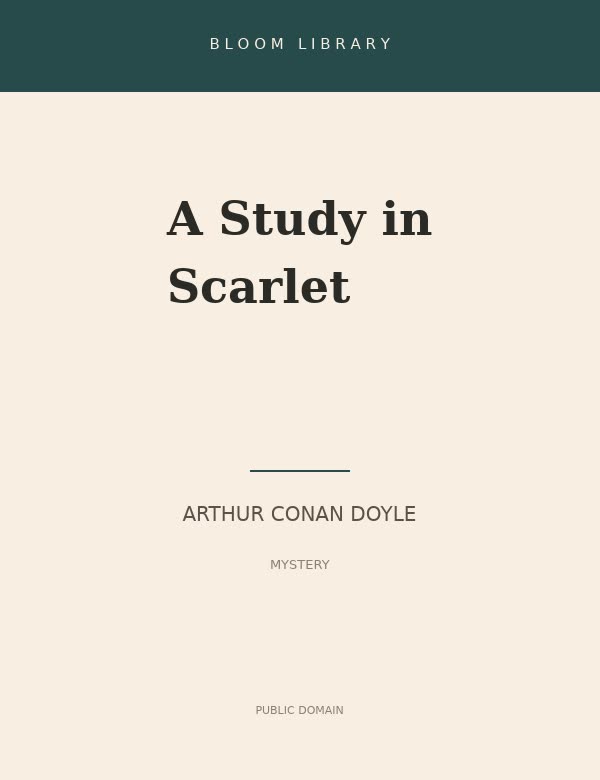 BLOOM LIBRARY
A Study in
Scarlet
ARTHUR CONAN DOYLE
MYSTERY
PUBLIC DOMAIN